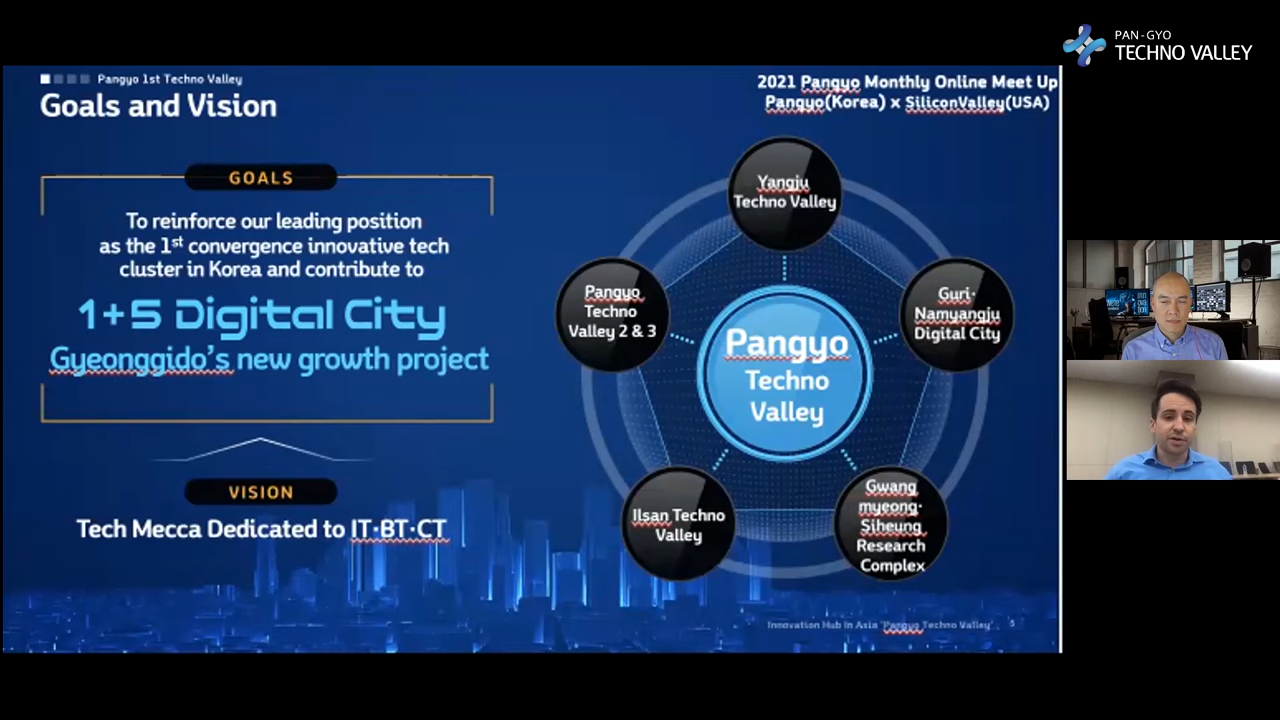 PAN-GYO
TECHNO VALLEY
Pangyo 1st Techno Valley
Goals and Vision
2021 Pangyo Monthly Online Meet Up
Pangyo(Korea) x SiliconValley(USA)
GOALS
To reinforce our leading position
as the 1st convergence innovative tech
cluster in Korea and contribute to
1+5 Digital City
Gyeonggido's new growth project
VISION
Tech Mecca Dedicated to IT·BT·CT
Yangju
Techno Valley
Pangyo
Techno
Valley 2 & 3
Guri·
Namyangju
Digital City
Pangyo
Techno
Valley
Ilsan Techno
Valley
Gwang
myeong·
Siheung
Research
Complex
Innovation Hub in Asia 'Pangyo Techno Valley'
5